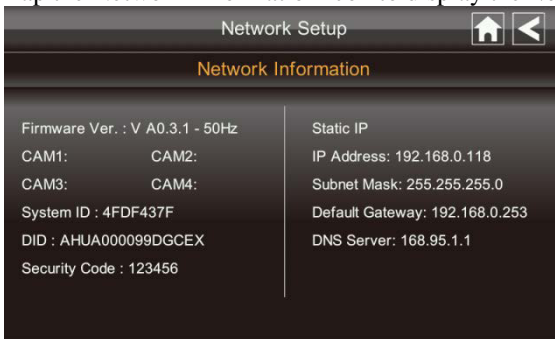 Network Setup
Network Information
Firmware Ver. : V A0.3.1 - 50Hz
CAM1: CAM2:
CAM3: CAM4:
System ID : 4FDF437F
DID : AHUA000099DGCEX
Security Code : 123456
Static IP
IP Address: 192.168.0.118
Subnet Mask: 255.255.255.0
Default Gateway: 192.168.0.253
DNS Server: 168.95.1.1